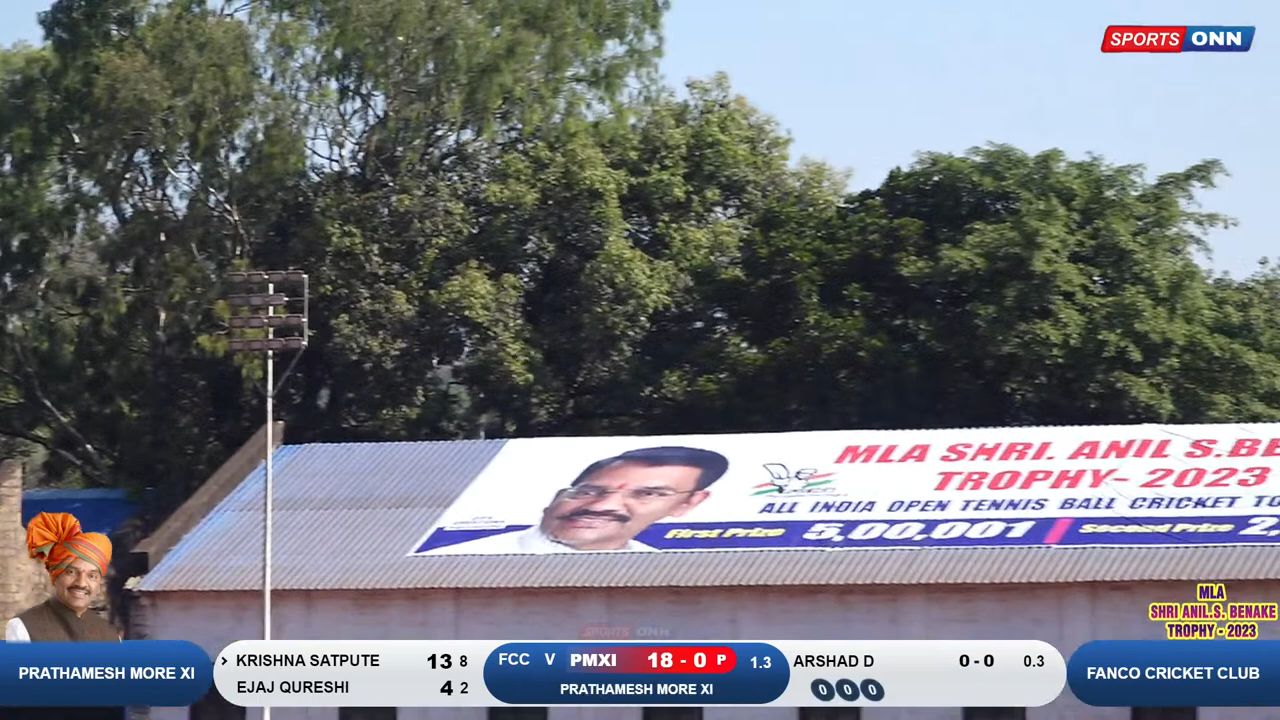 SPORTS ONN
MLA SHRI. ANIL S.BE
TROPHY- 2023
ALL INDIA OPEN TENNIS BALL CRICKET TO
First Prize 5,00,001 Second Prize 2,
SPORTS ONN
MLA
SHRI ANIL.S. BENAKE
TROPHY - 2023
PRATHAMESH MORE XI
› KRISHNA SATPUTE 13 8
EJAJ QURESHI 4 2
FCC V PMXI 18 - 0 P 1.3
PRATHAMESH MORE XI
ARSHAD D 0 - 0 0.3
0 0 0
FANCO CRICKET CLUB